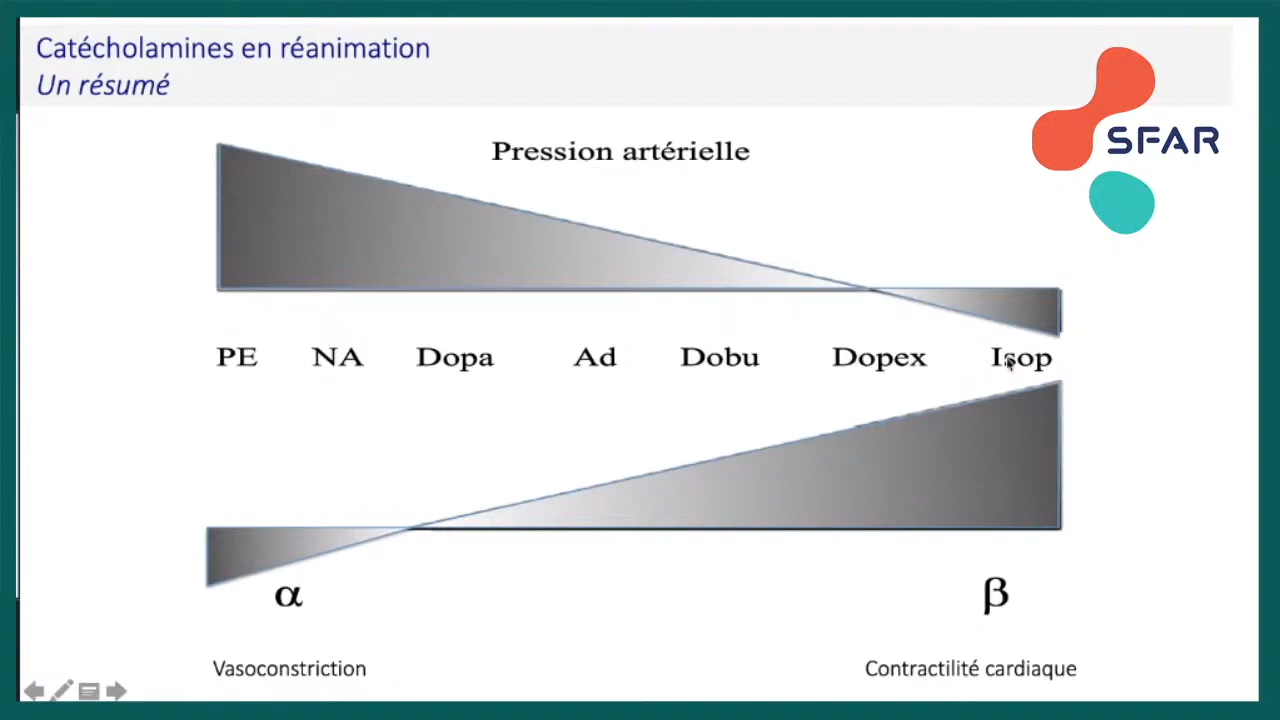 Catécholamines en réanimation
Un résumé
SFAR
Pression artérielle
PE NA Dopa Ad Dobu Dopex Isop
α β
Vasoconstriction Contractilité cardiaque